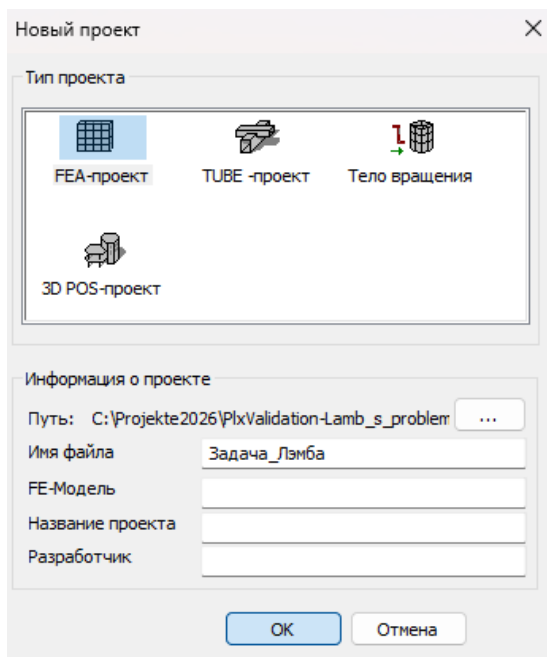 Новый проект
Тип проекта
FEA-проект TUBE -проект Тело вращения
3D POS-проект
Информация о проекте
Путь: C:\Projekte2026\PlxValidation-Lamb_s_problem ...
Имя файла Задача_Лэмба
FE-Модель
Название проекта
Разработчик
OK Отмена